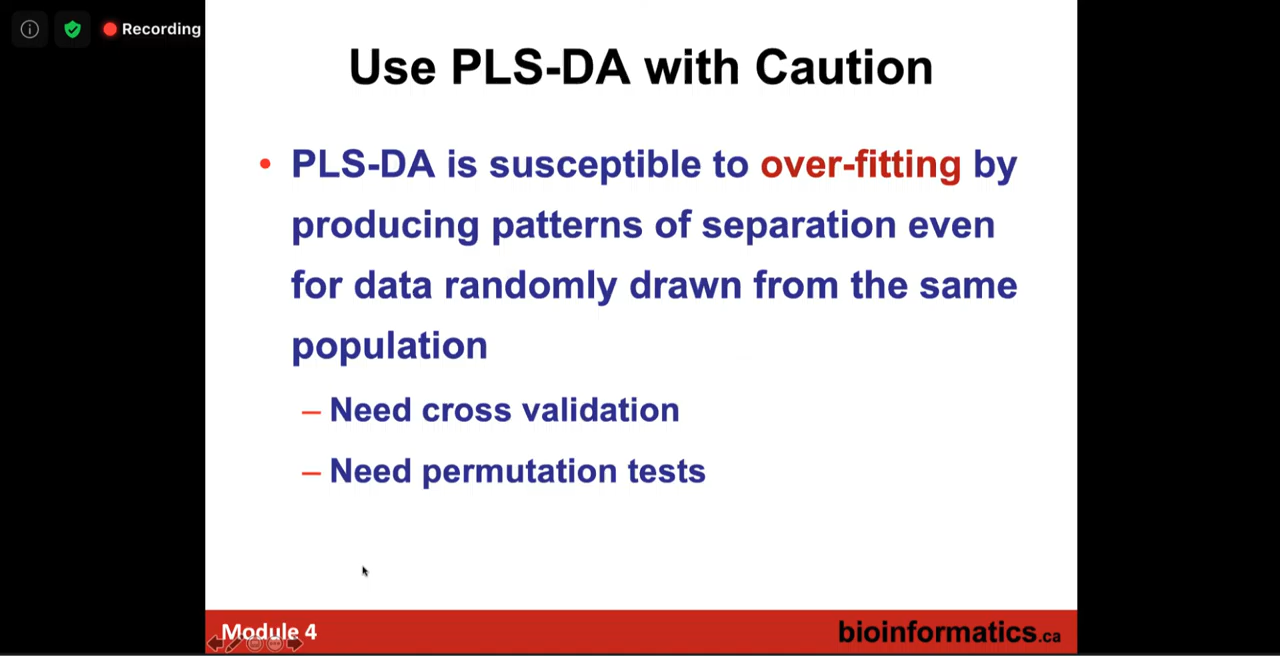 Recording
Use PLS-DA with Caution
• PLS-DA is susceptible to over-fitting by
producing patterns of separation even
for data randomly drawn from the same
population
– Need cross validation
– Need permutation tests
Module 4
bioinformatics.ca